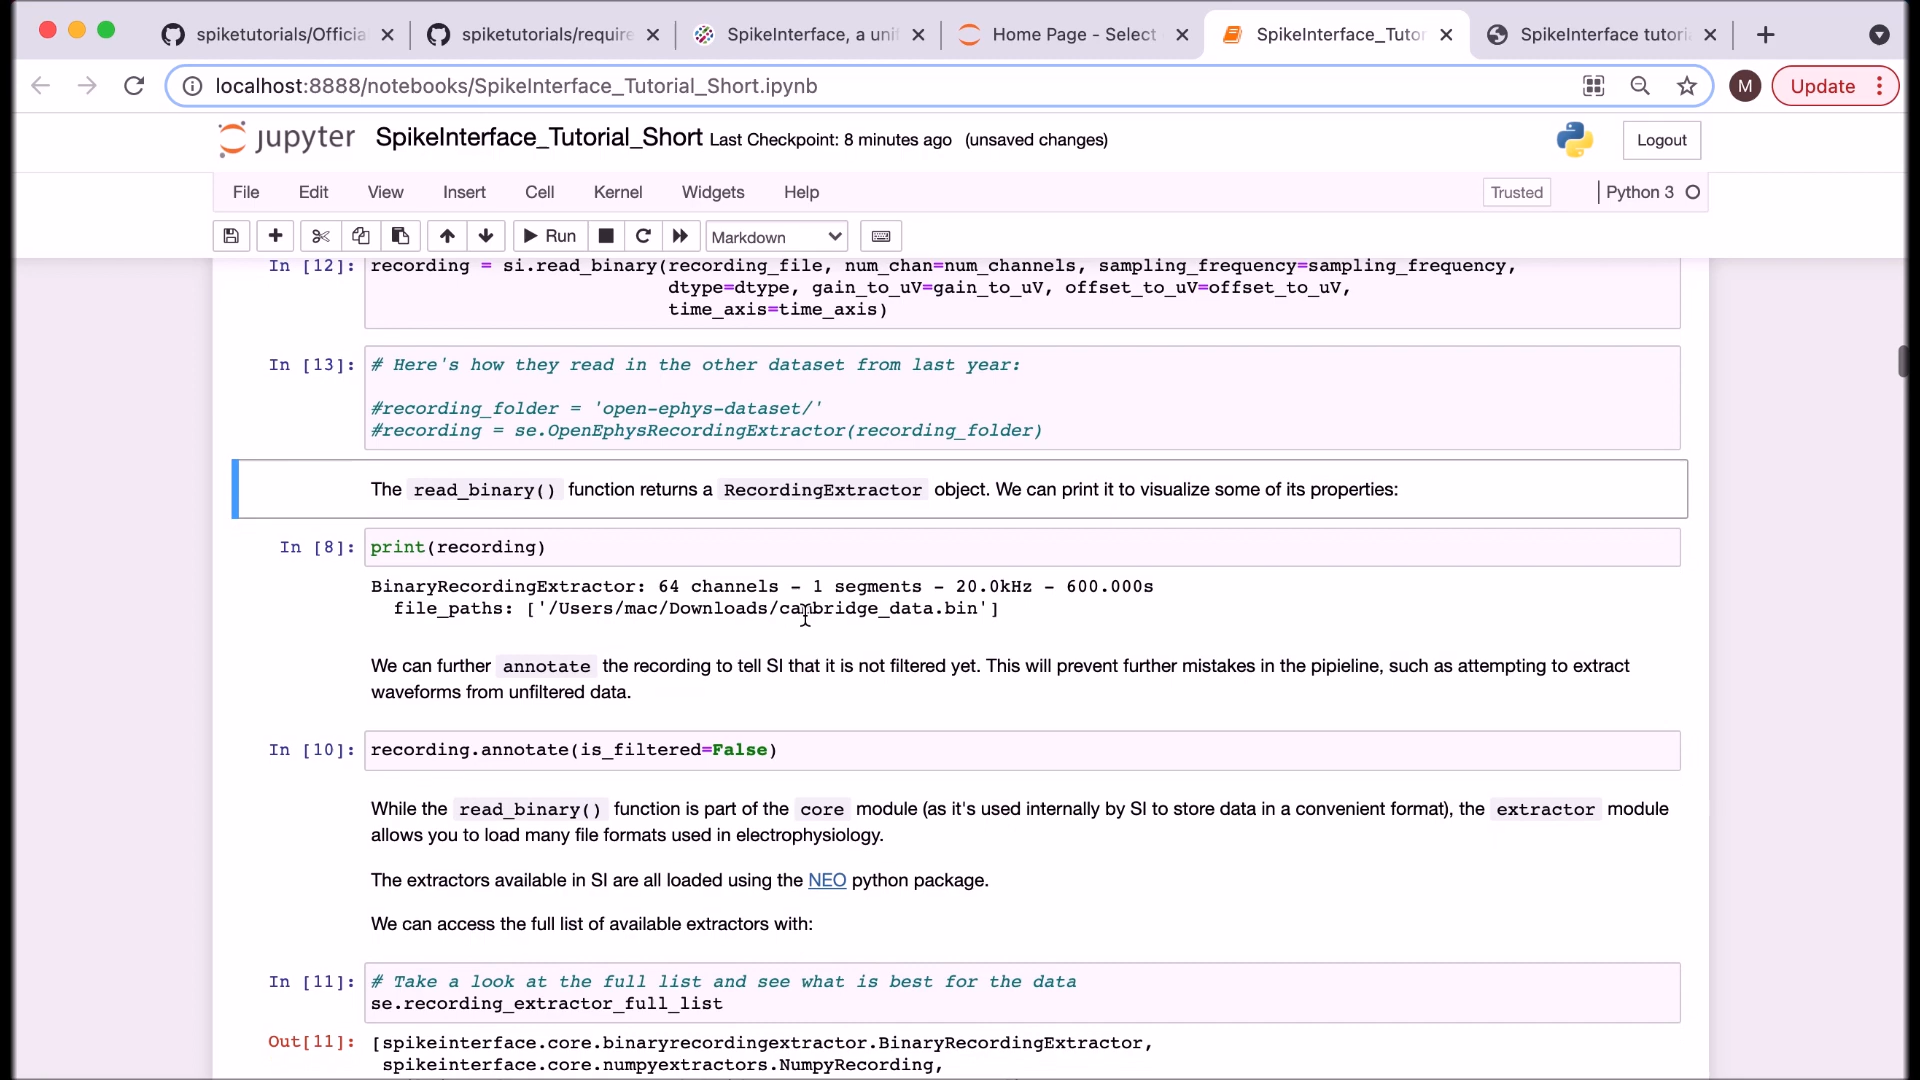 spiketutorials/Officia
spiketutorials/require
SpikeInterface, a unif
Home Page - Select
SpikeInterface_Tutor
SpikeInterface tutori
localhost:8888/notebooks/SpikeInterface_Tutorial_Short.ipynb
M
Update
jupyter
SpikeInterface_Tutorial_Short Last Checkpoint: 8 minutes ago (unsaved changes)
Logout
File Edit View Insert Cell Kernel Widgets Help
Trusted
Python 3
Run
Markdown
In [12]: recording = si.read_binary(recording_file, num_chan=num_channels, sampling_frequency=sampling_frequency,
dtype=dtype, gain_to_uV=gain_to_uV, offset_to_uV=offset_to_uV,
time_axis=time_axis)
In [13]: # Here's how they read in the other dataset from last year:
#recording_folder = 'open-ephys-dataset/'
#recording = se.OpenEphysRecordingExtractor(recording_folder)
The read_binary() function returns a RecordingExtractor object. We can print it to visualize some of its properties:
In [8]: print(recording)
BinaryRecordingExtractor: 64 channels - 1 segments - 20.0kHz - 600.000s
file_paths: ['/Users/mac/Downloads/cambridge_data.bin']
We can further annotate the recording to tell SI that it is not filtered yet. This will prevent further mistakes in the pipieline, such as attempting to extract
waveforms from unfiltered data.
In [10]: recording.annotate(is_filtered=False)
While the read_binary() function is part of the core module (as it's used internally by SI to store data in a convenient format), the extractor module
allows you to load many file formats used in electrophysiology.
The extractors available in SI are all loaded using the NEO python package.
We can access the full list of available extractors with:
In [11]: # Take a look at the full list and see what is best for the data
se.recording_extractor_full_list
Out[11]: [spikeinterface.core.binaryrecordingextractor.BinaryRecordingExtractor,
spikeinterface.core.numpyextractors.NumpyRecording,